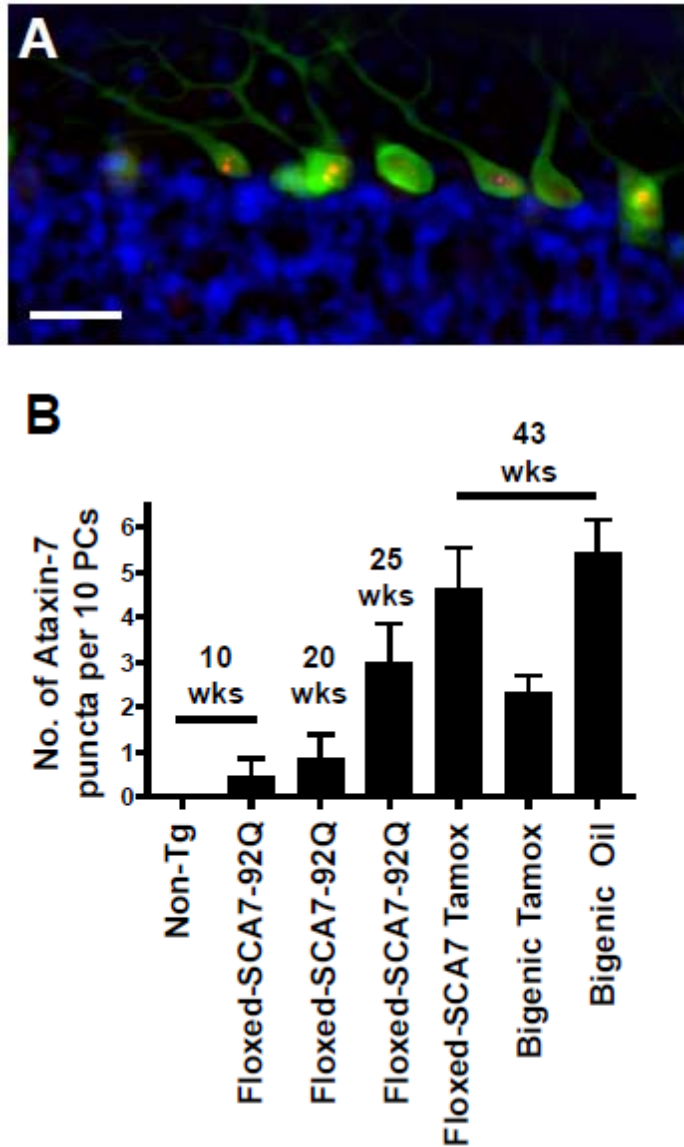 A
B
43
wks
25
wks
20
wks
10
wks
No. of Ataxin-7
puncta per 10 PCs
6
5
4
3
2
1
0
Non-Tg
Floxed-SCA7-92Q
Floxed-SCA7-92Q
Floxed-SCA7-92Q
Floxed-SCA7 Tamox
Bigenic Tamox
Bigenic Oil